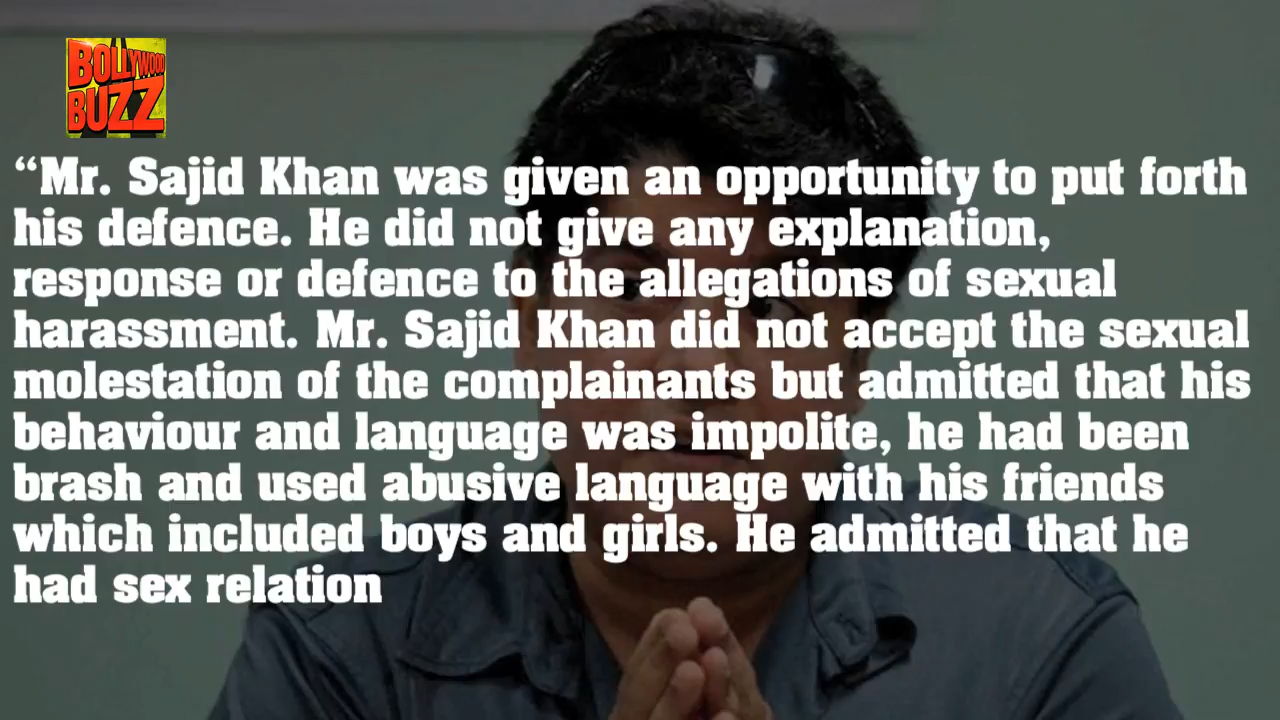 BOLLYWOOD
BUZZ
“Mr. Sajid Khan was given an opportunity to put forth
his defence. He did not give any explanation,
response or defence to the allegations of sexual
harassment. Mr. Sajid Khan did not accept the sexual
molestation of the complainants but admitted that his
behaviour and language was impolite, he had been
brash and used abusive language with his friends
which included boys and girls. He admitted that he
had sex relation